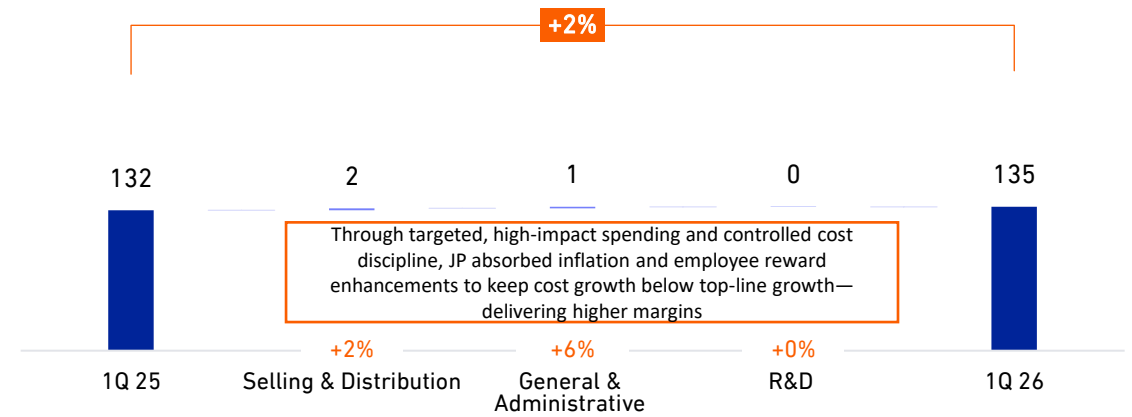 +2%
132
2
1
0
135
Through targeted, high-impact spending and controlled cost
discipline, JP absorbed inflation and employee reward
enhancements to keep cost growth below top-line growth—
delivering higher margins
+2%
+6%
+0%
1Q 25
Selling & Distribution
General &
Administrative
R&D
1Q 26